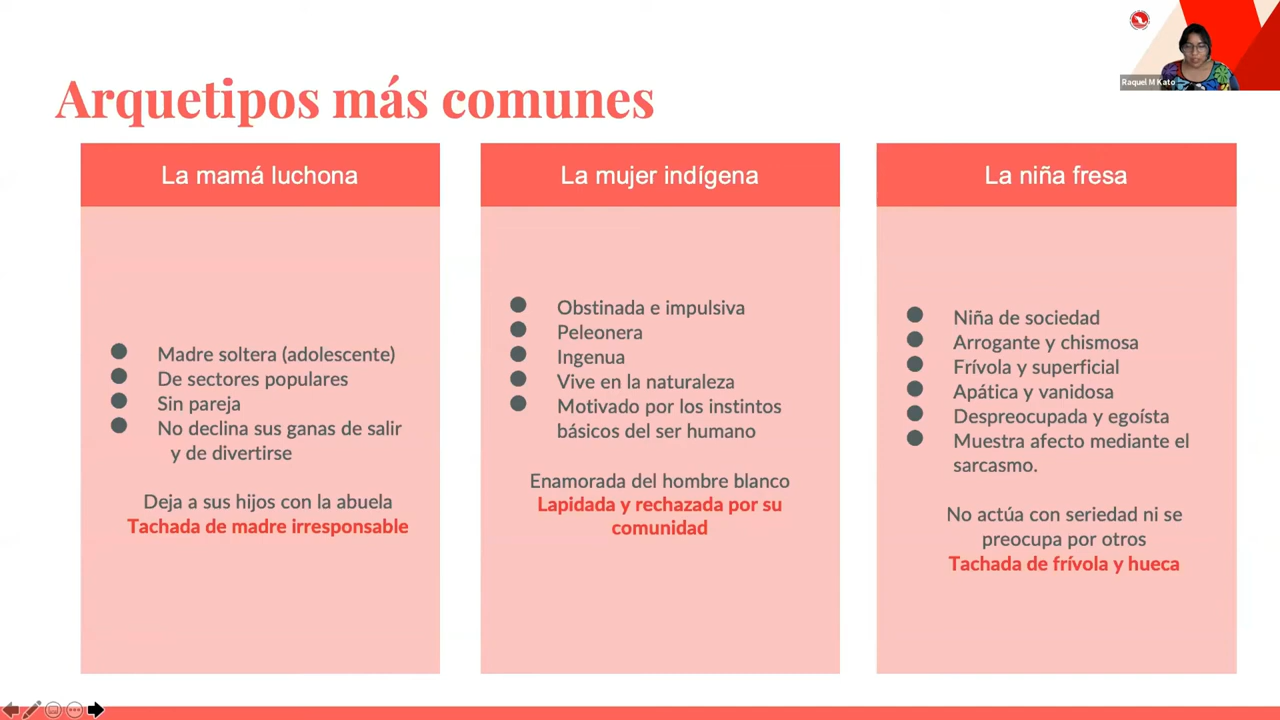 Raquel M Kato
Arquetipos más comunes
La mamá luchona
Madre soltera (adolescente)
De sectores populares
Sin pareja
No declina sus ganas de salir
y de divertirse
Deja a sus hijos con la abuela
Tachada de madre irresponsable
La mujer indígena
Obstinada e impulsiva
Peleonera
Ingenua
Vive en la naturaleza
Motivado por los instintos
básicos del ser humano
Enamorada del hombre blanco
Lapidada y rechazada por su
comunidad
La niña fresa
Niña de sociedad
Arrogante y chismosa
Frívola y superficial
Apática y vanidosa
Despreocupada y egoísta
Muestra afecto mediante el
sarcasmo.
No actúa con seriedad ni se
preocupa por otros
Tachada de frívola y hueca